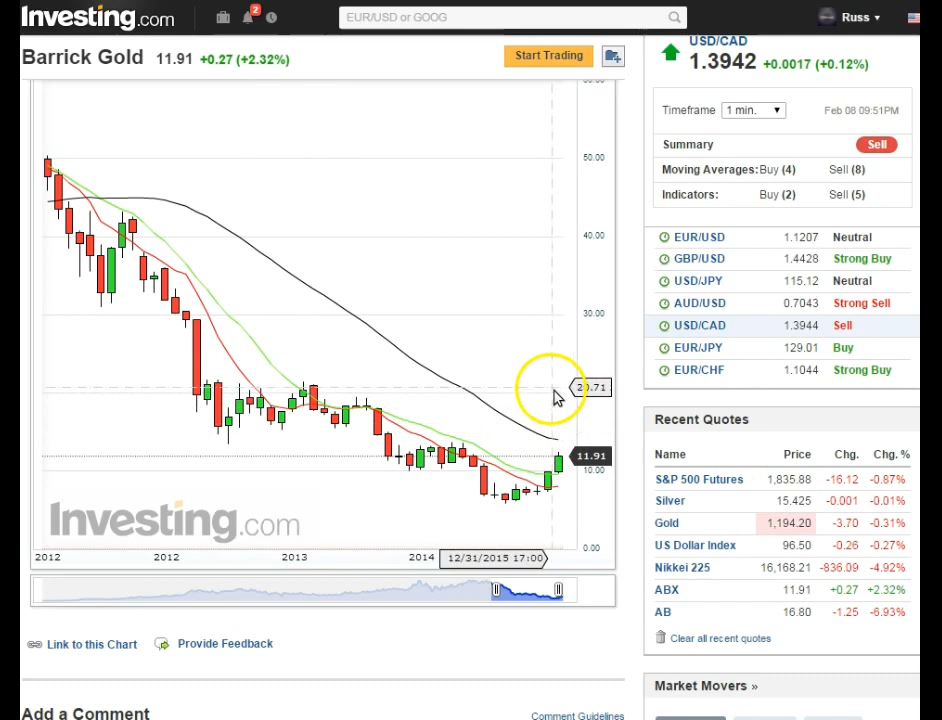 Investing.com
2
EUR/USD or GOOG
Russ
Barrick Gold 11.91 +0.27 (+2.32%)
Start Trading
50.00
40.00
30.00
20.71
11.91
10.00
0.00
Investing.com
2012 2012 2013 2014 12/31/2015 17:00
Link to this Chart Provide Feedback
Add a Comment
Comment Guidelines
USD/CAD
1.3942 +0.0017 (+0.12%)
Timeframe 1 min. Feb 08 09:51PM
Summary Sell
Moving Averages: Buy (4) Sell (8)
Indicators: Buy (2) Sell (5)
EUR/USD 1.1207 Neutral
GBP/USD 1.4428 Strong Buy
USD/JPY 115.12 Neutral
AUD/USD 0.7043 Strong Sell
USD/CAD 1.3944 Sell
EUR/JPY 129.01 Buy
EUR/CHF 1.1044 Strong Buy
Recent Quotes
Name Price Chg. Chg. %
S&P 500 Futures 1,835.88 -16.12 -0.87%
Silver 15.425 -0.001 -0.01%
Gold 1,194.20 -3.70 -0.31%
US Dollar Index 96.50 -0.26 -0.27%
Nikkei 225 16,168.21 -836.09 -4.92%
ABX 11.91 +0.27 +2.32%
AB 16.80 -1.25 -6.93%
Clear all recent quotes
Market Movers »